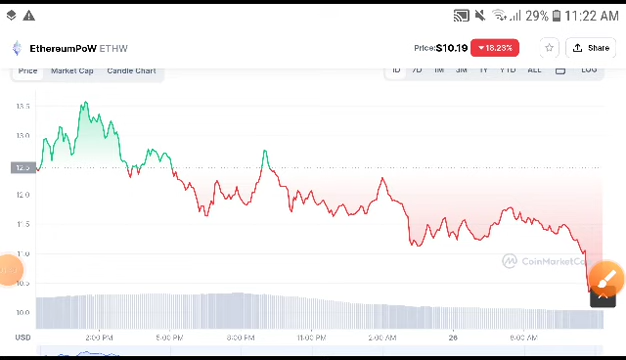 29% 11:22 AM
EthereumPoW ETHW Price:$10.19 18.23% Share
Price Market Cap Candle Chart 1D 7D 1M 3M 1Y YTD ALL LOG
13.5
13.0
12.5
12.0
11.5
11.0
CoinMarketCap
10.5
10.0
USD 2:00 PM 5:00 PM 8:00 PM 11:00 PM 2:00 AM 26 8:00 AM